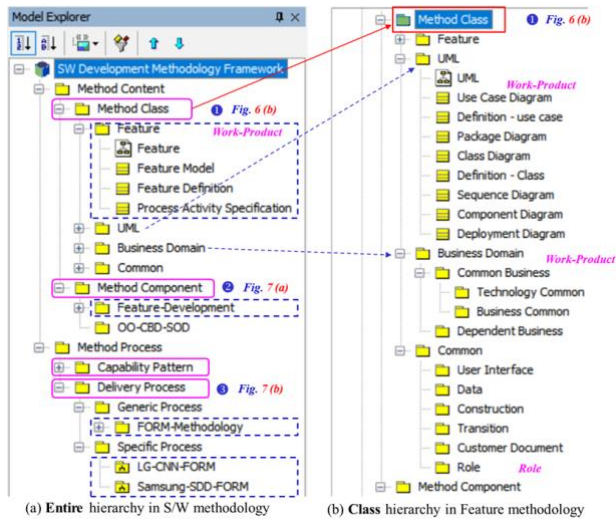 Model Explorer
SW Development Methodology Framework
Method Content
Method Class ❶ Fig. 6 (b)
Feature Work-Product
Feature
Feature Model
Feature Definition
Process Activity Specification
UML
Business Domain
Common
Method Component ❷ Fig. 7 (a)
Feature-Development
OO-CBD-SOD
Method Process
Capability Pattern
Delivery Process ❸ Fig. 7 (b)
Generic Process
FORM-Methodology
Specific Process
LG-CNN-FORM
Samsung-SDD-FORM
(a) Entire hierarchy in S/W methodology
Method Class ❶ Fig. 6 (b)
Feature
UML
UML Work-Product
Use Case Diagram
Definition - use case
Package Diagram
Class Diagram
Definition - Class
Sequence Diagram
Component Diagram
Deployment Diagram
Business Domain Work-Product
Common Business
Technology Common
Business Common
Dependent Business
Common
User Interface
Data
Construction
Transition
Customer Document
Role Role
Method Component
(b) Class hierarchy in Feature methodology